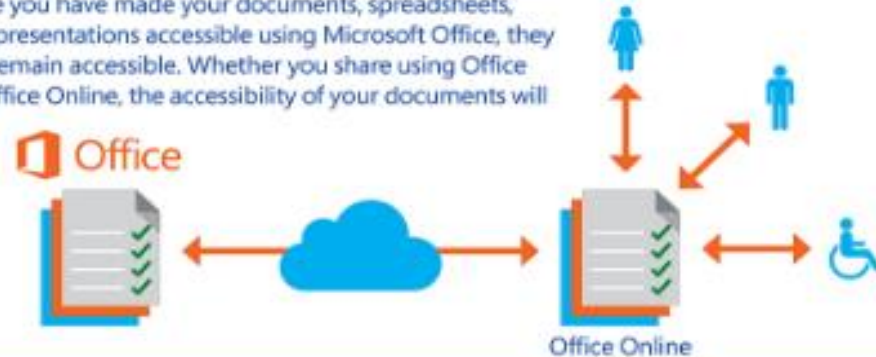 you have made your documents, spreadsheets,
presentations accessible using Microsoft Office, they
remain accessible. Whether you share using Office
Office Online, the accessibility of your documents will
Office
Office Online